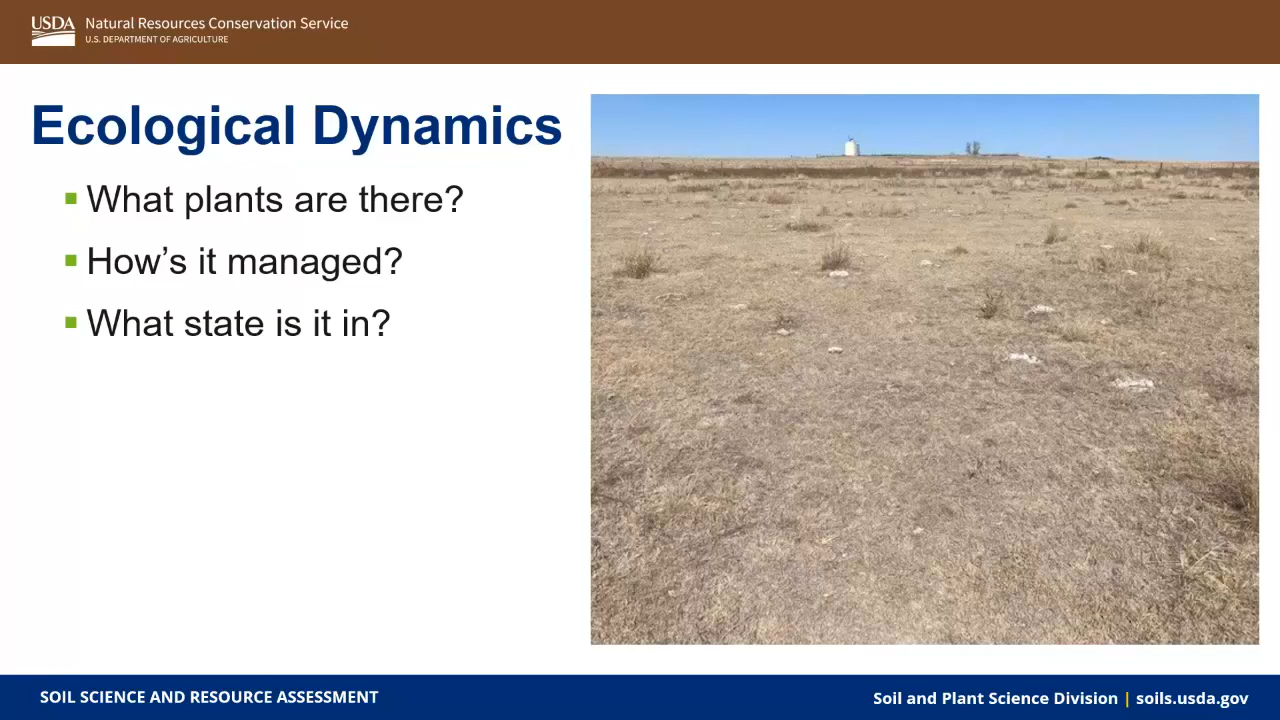 USDA
Natural Resources Conservation Service
U.S. DEPARTMENT OF AGRICULTURE
Ecological Dynamics
What plants are there?
How’s it managed?
What state is it in?
SOIL SCIENCE AND RESOURCE ASSESSMENT
Soil and Plant Science Division | soils.usda.gov